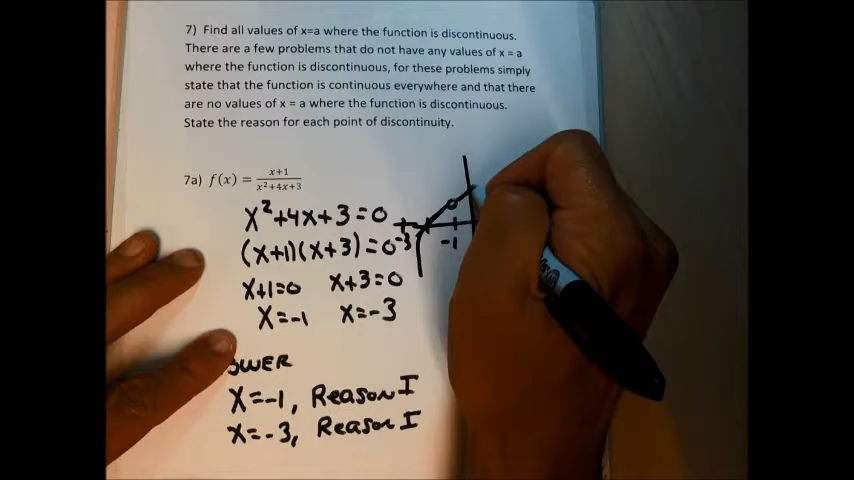 7) Find all values of x=a where the function is discontinuous.
There are a few problems that do not have any values of x = a
where the function is discontinuous, for these problems simply
state that the function is continuous everywhere and that there
are no values of x = a where the function is discontinuous.
State the reason for each point of discontinuity.
7a) f(x) = \frac{x+1}{x²+4x+3}
X²+4X+3=0
(X+1)(X+3)=0
X+1=0 X+3=0
X=-1 X=-3
-3 -1
SWER
X=-1, Reason I
X=-3, Reason I